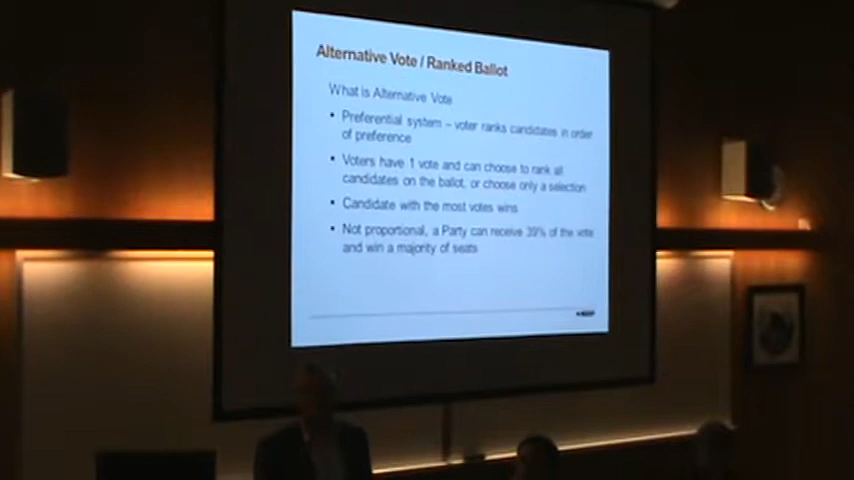 Alternative Vote / Ranked Ballot
What is Alternative Vote
• Preferential system – voter ranks candidates in order
of preference
• Voters have 1 vote and can choose to rank all
candidates on the ballot, or choose only a selection
• Candidate with the most votes wins
• Not proportional, a Party can receive 39% of the vote
and win a majority of seats